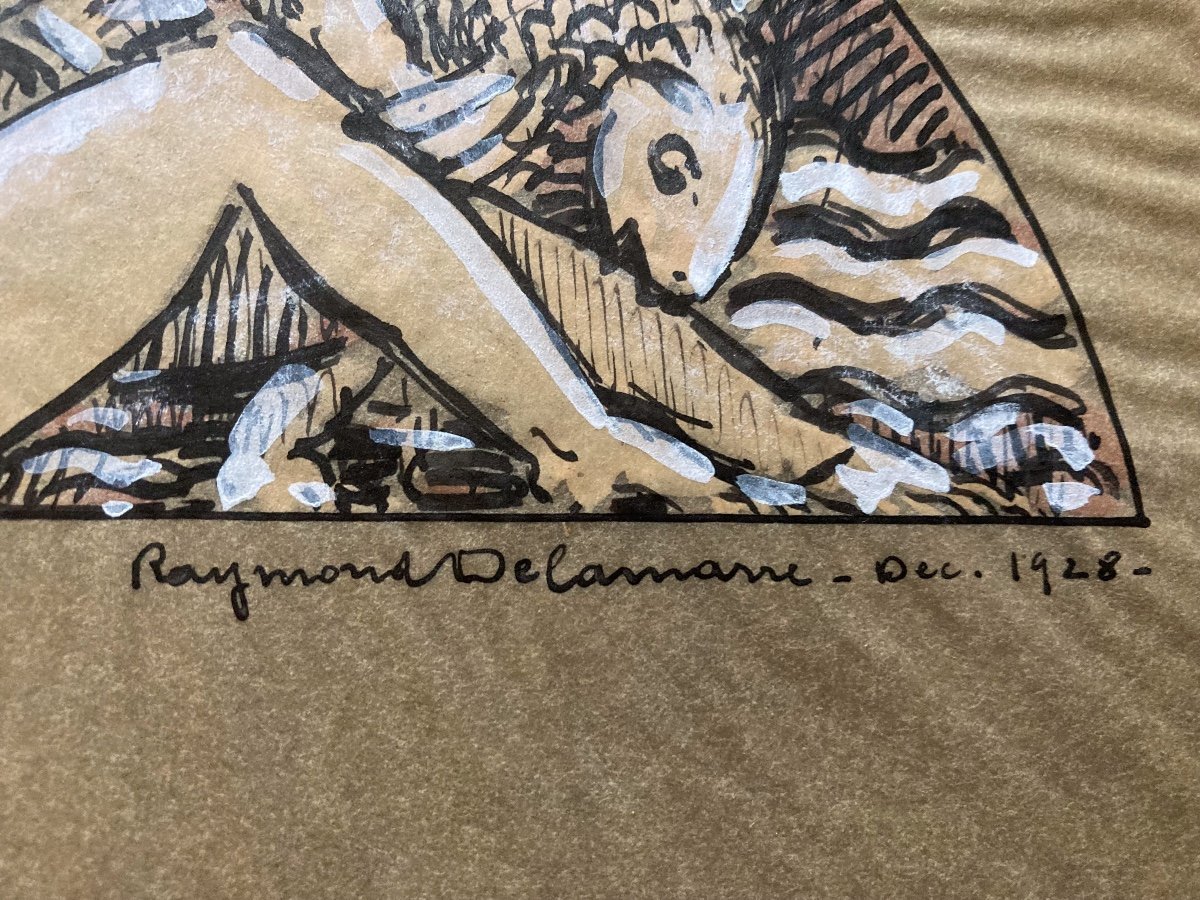 Raymond Delamarre - Dec. 1928 -